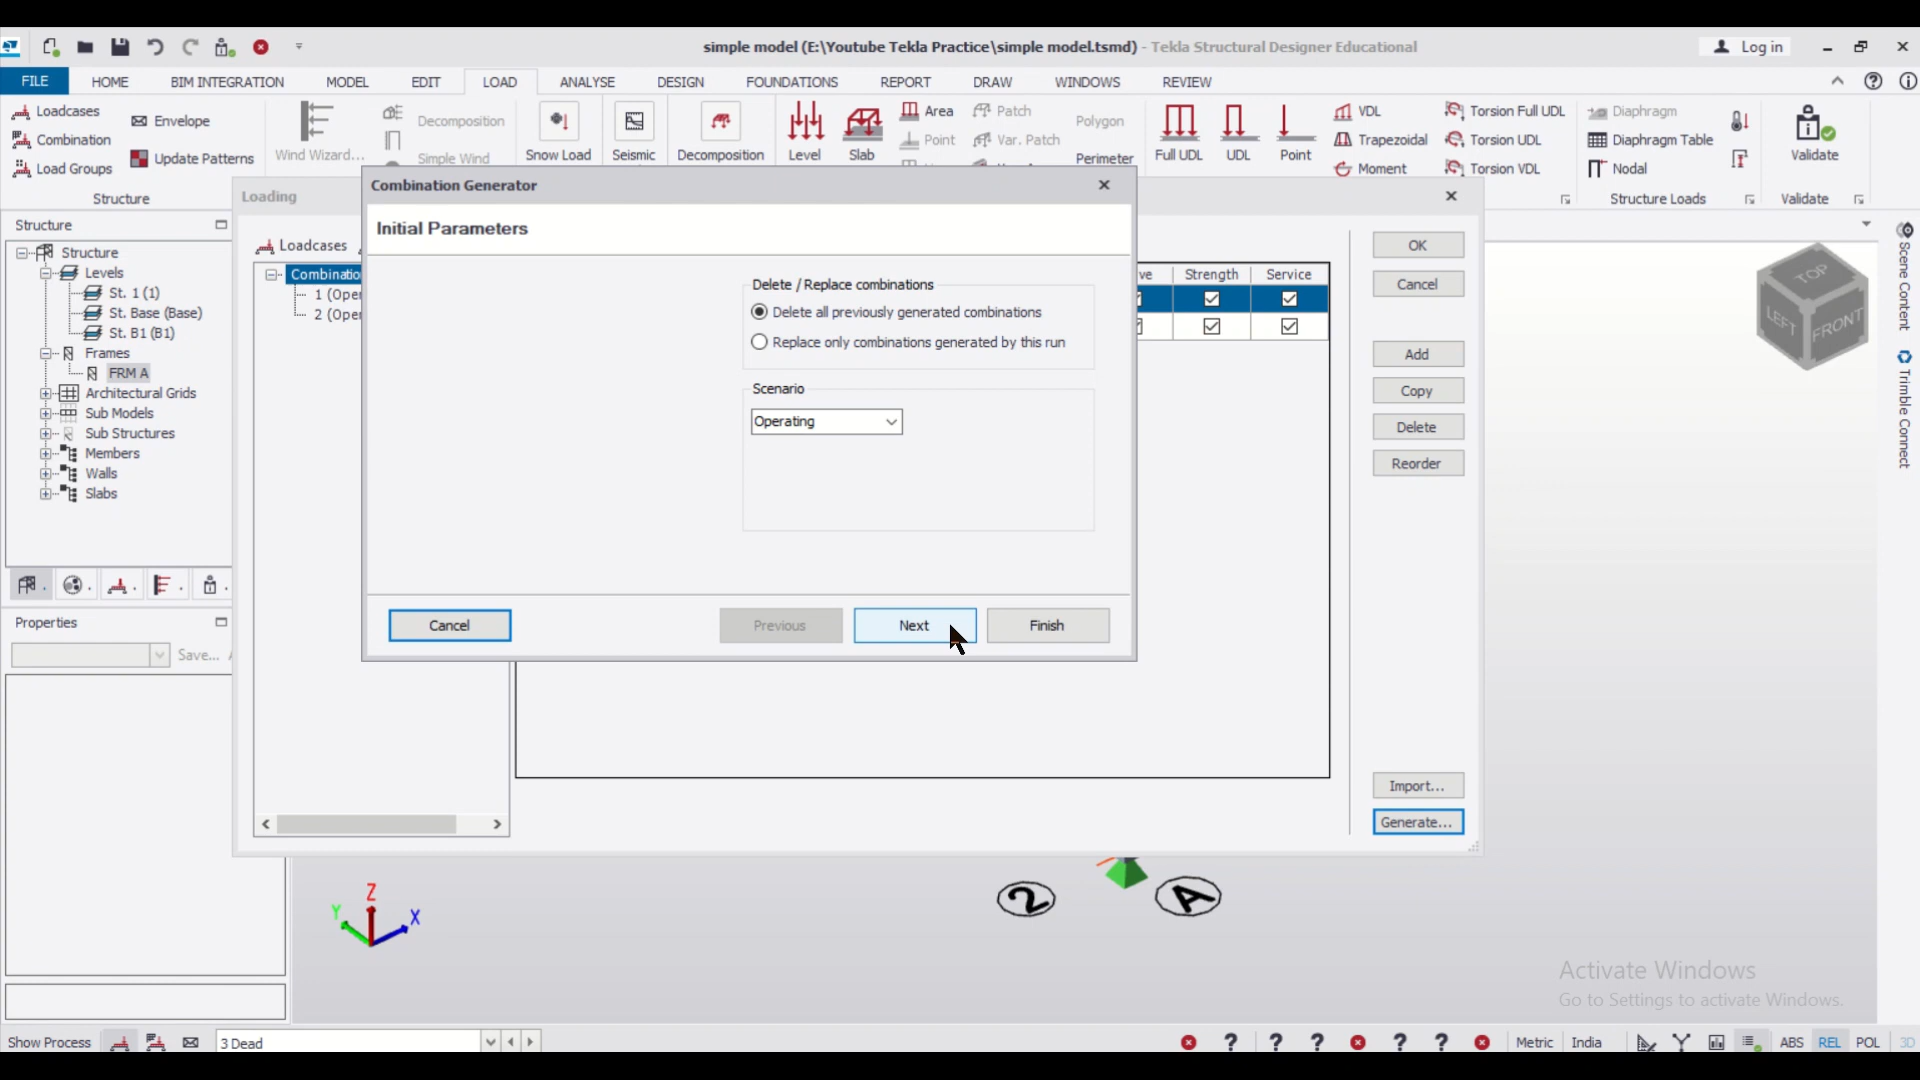 simple model (E:\Youtube Tekla Practice\simple model.tsmd) - Tekla Structural Designer Educational
Log in
FILE HOME BIM INTEGRATION MODEL EDIT LOAD ANALYSE DESIGN FOUNDATIONS REPORT DRAW WINDOWS REVIEW
Loadcases
Combination
Load Groups
Envelope
Update Patterns
Structure
Wind Wizard...
Decomposition
Simple Wind
Snow Load
Seismic
Decomposition
Level
Slab
Area
Point
Patch
Var. Patch
Polygon
Perimeter
Full UDL
UDL
Point
VDL
Trapezoidal
Moment
Torsion Full UDL
Torsion UDL
Torsion VDL
Diaphragm
Diaphragm Table
Nodal
Structure Loads
Validate
Validate
Structure
Structure
Levels
St. 1 (1)
St. Base (Base)
St. B1 (B1)
Frames
FRM A
Architectural Grids
Sub Models
Sub Structures
Members
Walls
Slabs
Properties
Save...
Loading
Loadcases
Combinatio
1 (Oper
2 (Oper
ve Strength Service
OK
Cancel
Add
Copy
Delete
Reorder
Import...
Generate...
Combination Generator
Initial Parameters
Delete / Replace combinations
Delete all previously generated combinations
Replace only combinations generated by this run
Scenario
Operating
Cancel
Previous
Next
Finish
TOP
LEFT
FRONT
Scene Content
Trimble Connect
Z
Y
X
2
A
Activate Windows
Go to Settings to activate Windows.
Show Process
3 Dead
Metric
India
ABS
REL
POL
3D